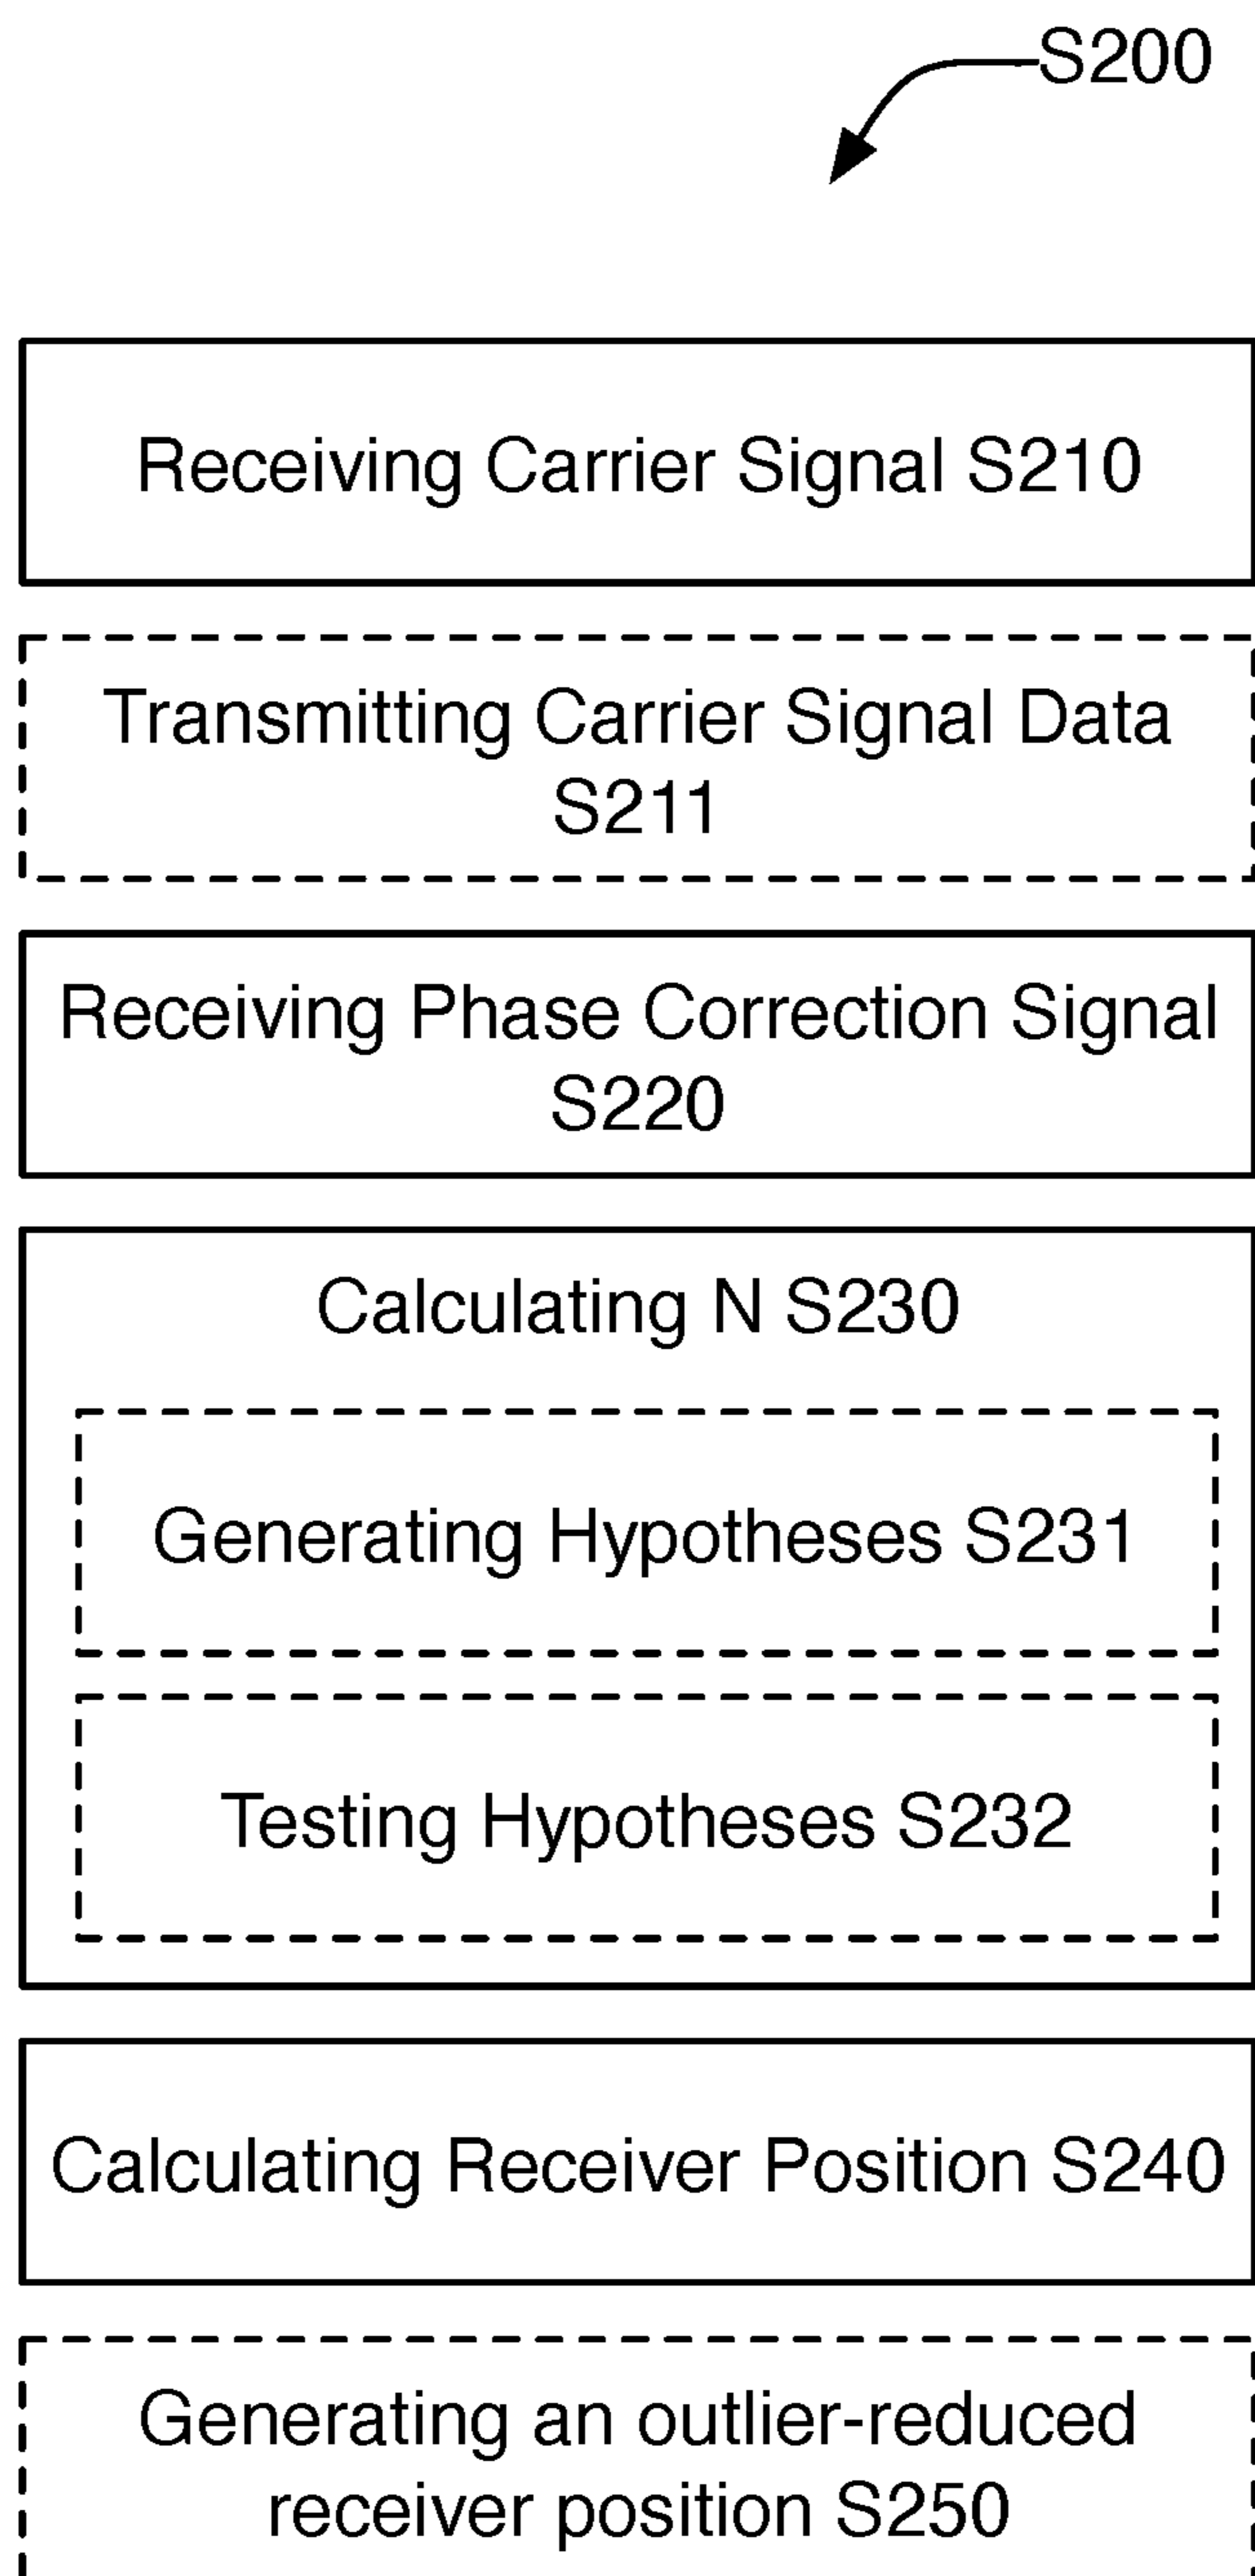 S200
Receiving Carrier Signal S210
Transmitting Carrier Signal Data
S211
Receiving Phase Correction Signal
S220
Calculating N S230
Generating Hypotheses S231
Testing Hypotheses S232
Calculating Receiver Position S240
Generating an outlier-reduced
receiver position S250